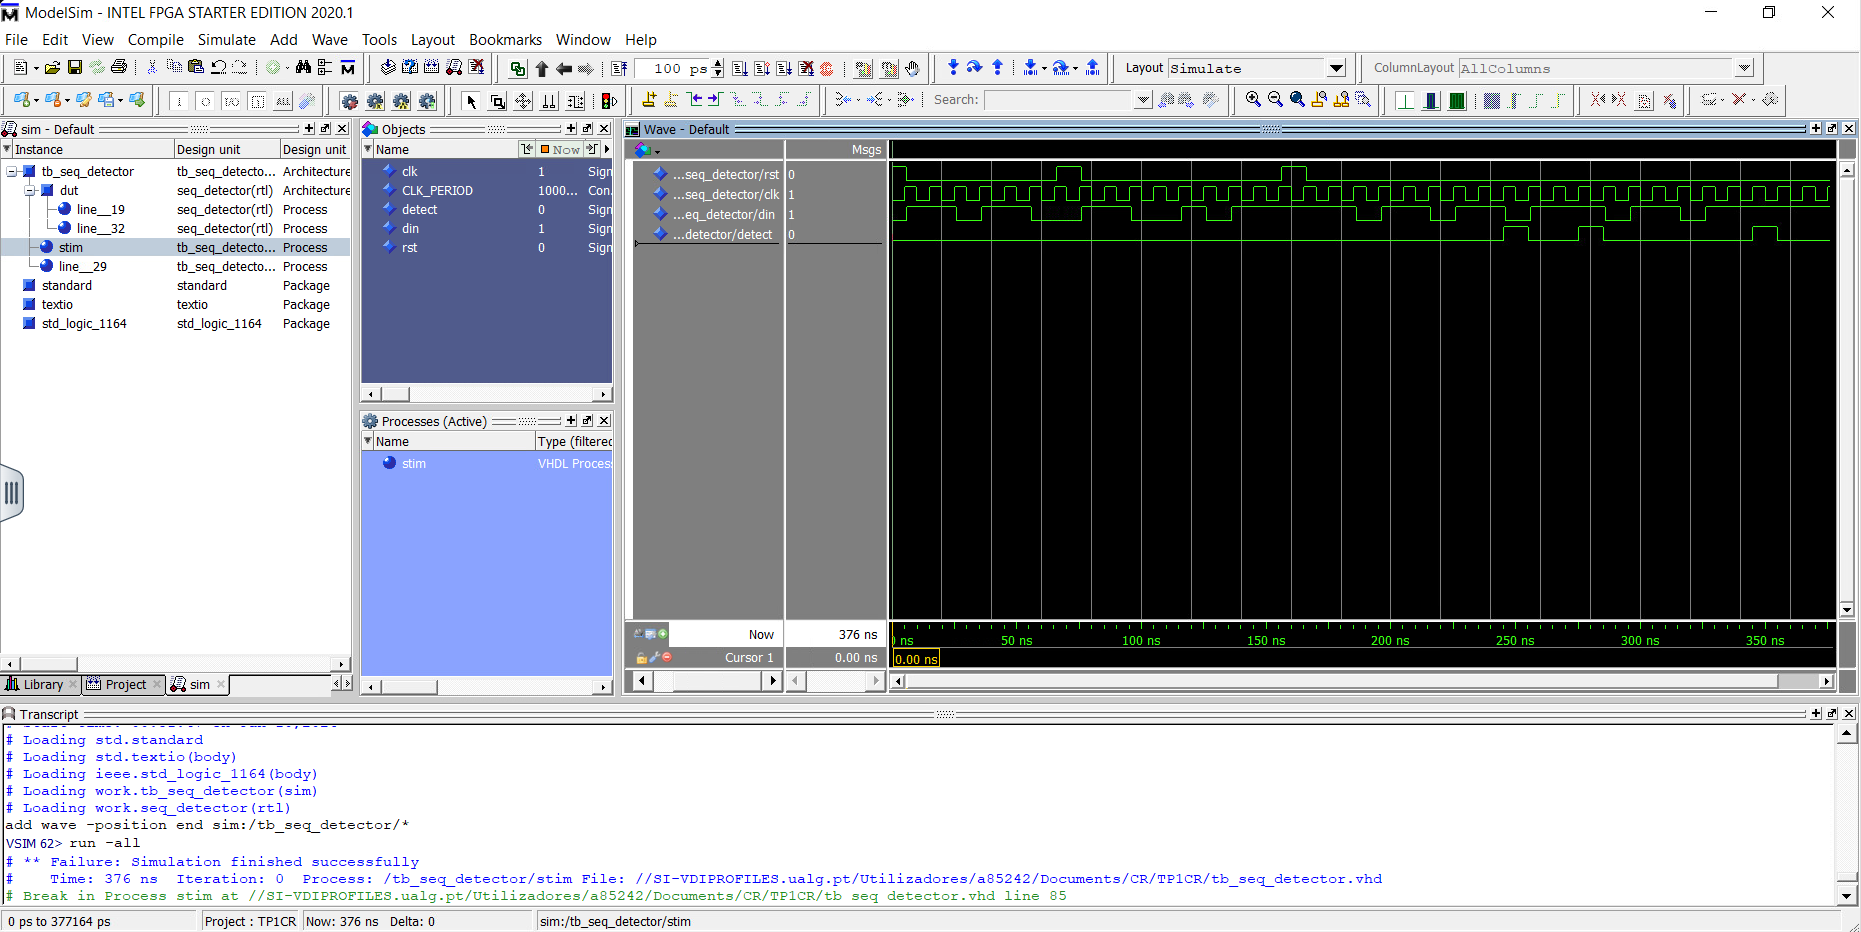 ModelSim - INTEL FPGA STARTER EDITION 2020.1
File Edit View Compile Simulate Add Wave Tools Layout Bookmarks Window Help
100 ps
Layout Simulate
ColumnLayout AllColumns
Search:
sim - Default
Instance Design unit Design unit
tb_seq_detector tb_seq_detecto... Architecture
dut seq_detector(rtl) Architecture
line__19 seq_detector(rtl) Process
line__32 seq_detector(rtl) Process
stim tb_seq_detecto... Process
line__29 tb_seq_detecto... Process
standard standard Package
textio textio Package
std_logic_1164 std_logic_1164 Package
Library Project sim
Objects
Name Now
clk 1 Sign
CLK_PERIOD 1000... Con.
detect 0 Sign
din 1 Sign
rst 0 Sign
Processes (Active)
Name Type (filtered
stim VHDL Process
Wave - Default
Msgs
...seq_detector/rst 0
...seq_detector/clk 1
...eq_detector/din 1
...detector/detect 0
Now 376 ns
Cursor 1 0.00 ns
ns 50 ns 100 ns 150 ns 200 ns 250 ns 300 ns 350 ns
0.00 ns
Transcript
# Loading std.standard
# Loading std.textio(body)
# Loading ieee.std_logic_1164(body)
# Loading work.tb_seq_detector(sim)
# Loading work.seq_detector(rtl)
add wave -position end sim:/tb_seq_detector/*
VSIM 62> run -all
# ** Failure: Simulation finished successfully
# Time: 376 ns Iteration: 0 Process: /tb_seq_detector/stim File: //SI-VDIPROFILES.ualg.pt/Utilizadores/a85242/Documents/CR/TP1CR/tb_seq_detector.vhd
# Break in Process stim at //SI-VDIPROFILES.ualg.pt/Utilizadores/a85242/Documents/CR/TP1CR/tb_seq_detector.vhd line 85
0 ps to 377164 ps Project : TP1CR Now: 376 ns Delta: 0 sim:/tb_seq_detector/stim